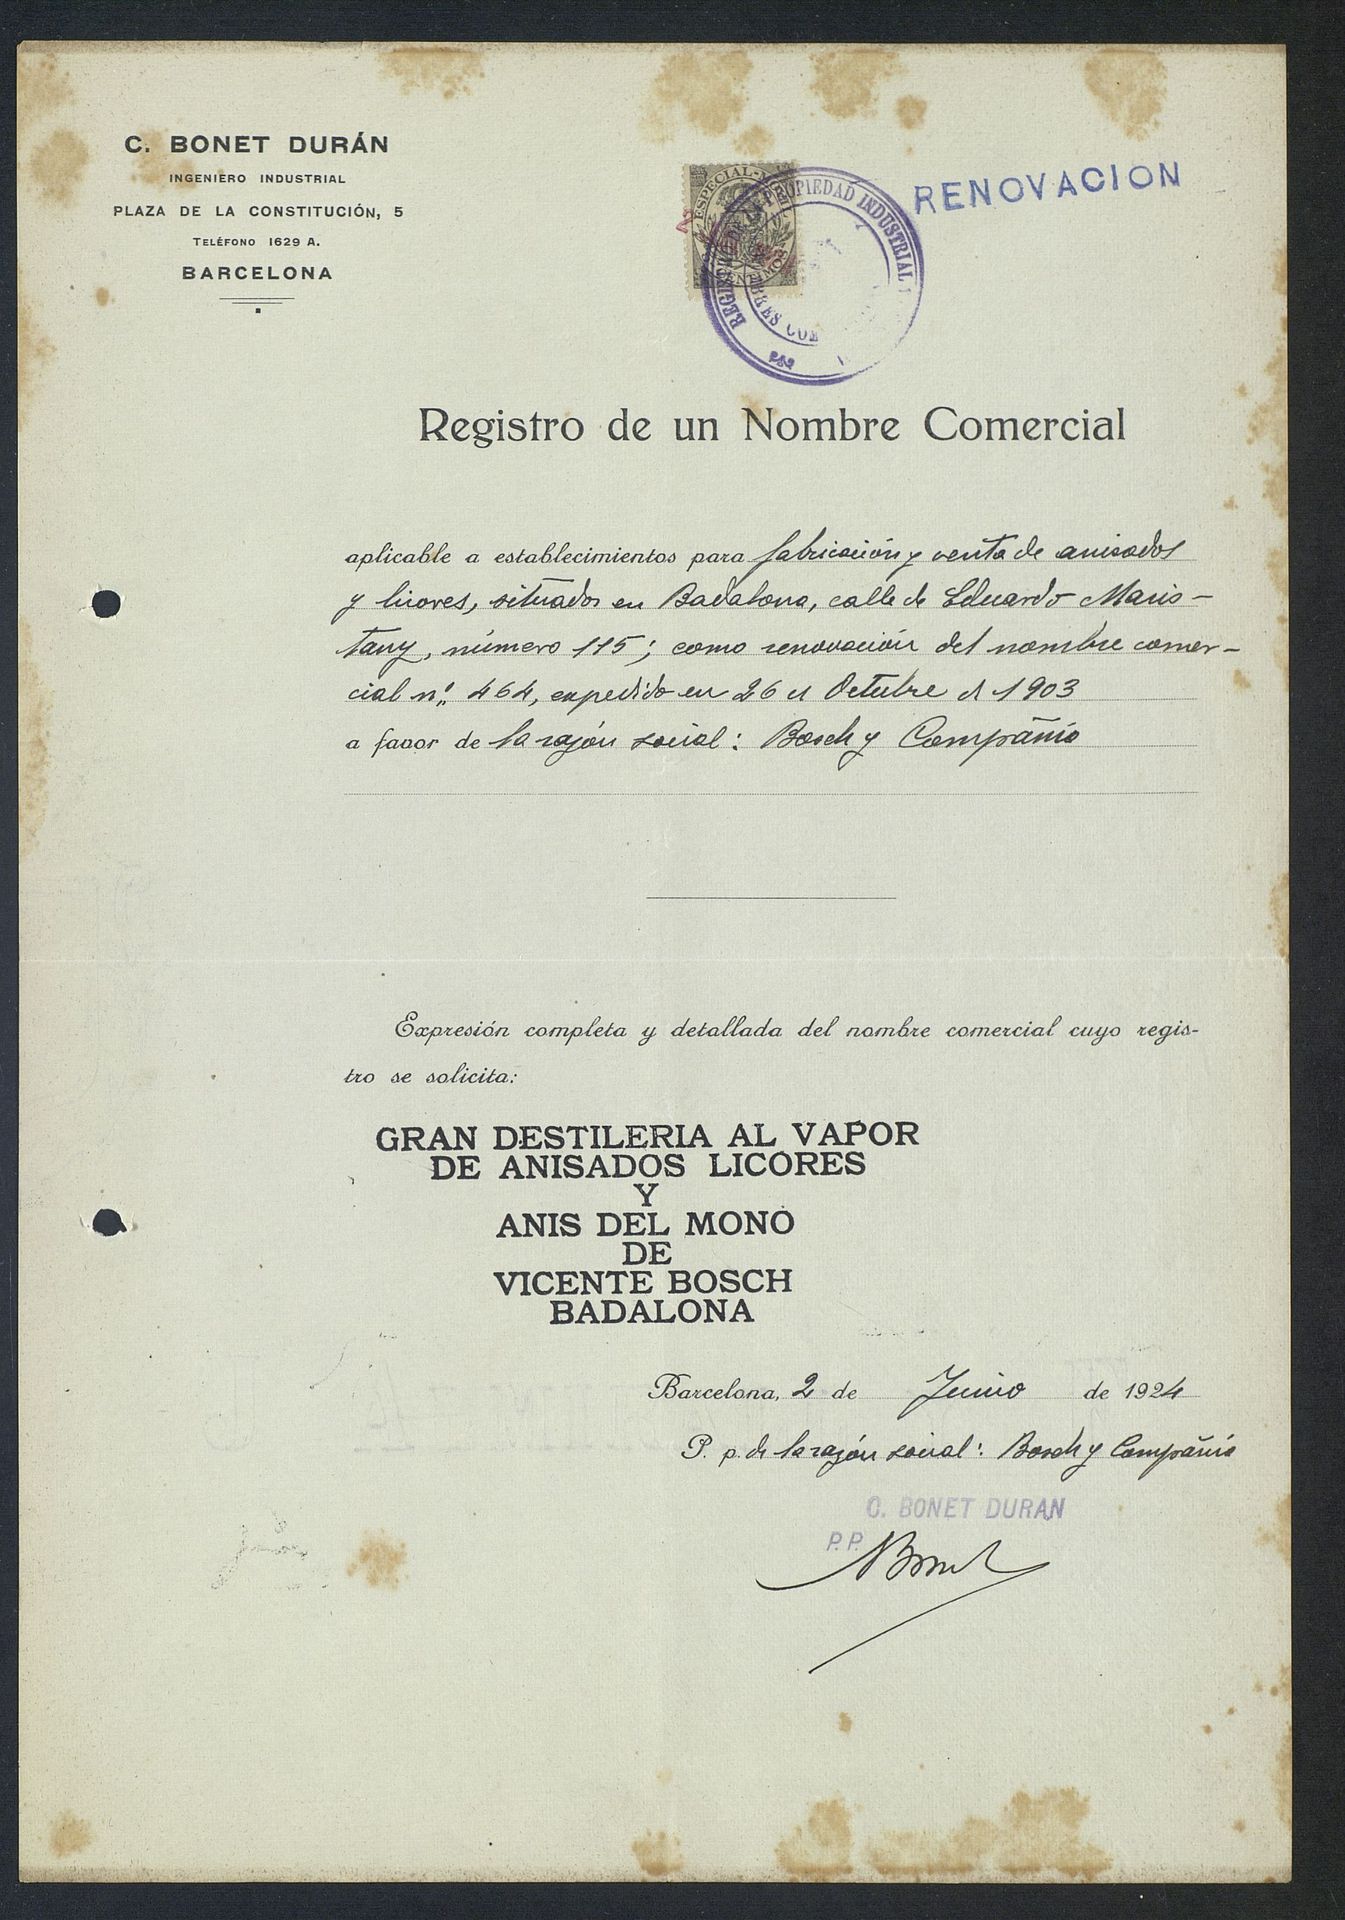 C. BONET DURÁN
INGENIERO INDUSTRIAL
PLAZA DE LA CONSTITUCIÓN, 5
TELÉFONO 1629 A.
BARCELONA
ESPECIAL
PROPIEDAD INDUSTRIAL
RENOVACION
Registro de un Nombre Comercial
aplicable a establecimientos para fabricación y venta de anisados
y licores, situados en Badalona, calle de Eduardo Maris-
tany, número 115; como renovación del nombre comer-
cial nº 464, expedido en 26 de Octubre de 1903
a favor de la razón social: Bosch y Compañía
Expresión completa y detallada del nombre comercial cuyo regis-
tro se solicita:
GRAN DESTILERIA AL VAPOR
DE ANISADOS LICORES
Y
ANIS DEL MONO
DE
VICENTE BOSCH
BADALONA
Barcelona, 2 de Junio de 1924
P. p. de la razón social: Bosch y Compañía
C. BONET DURAN
P. P.
Bonet